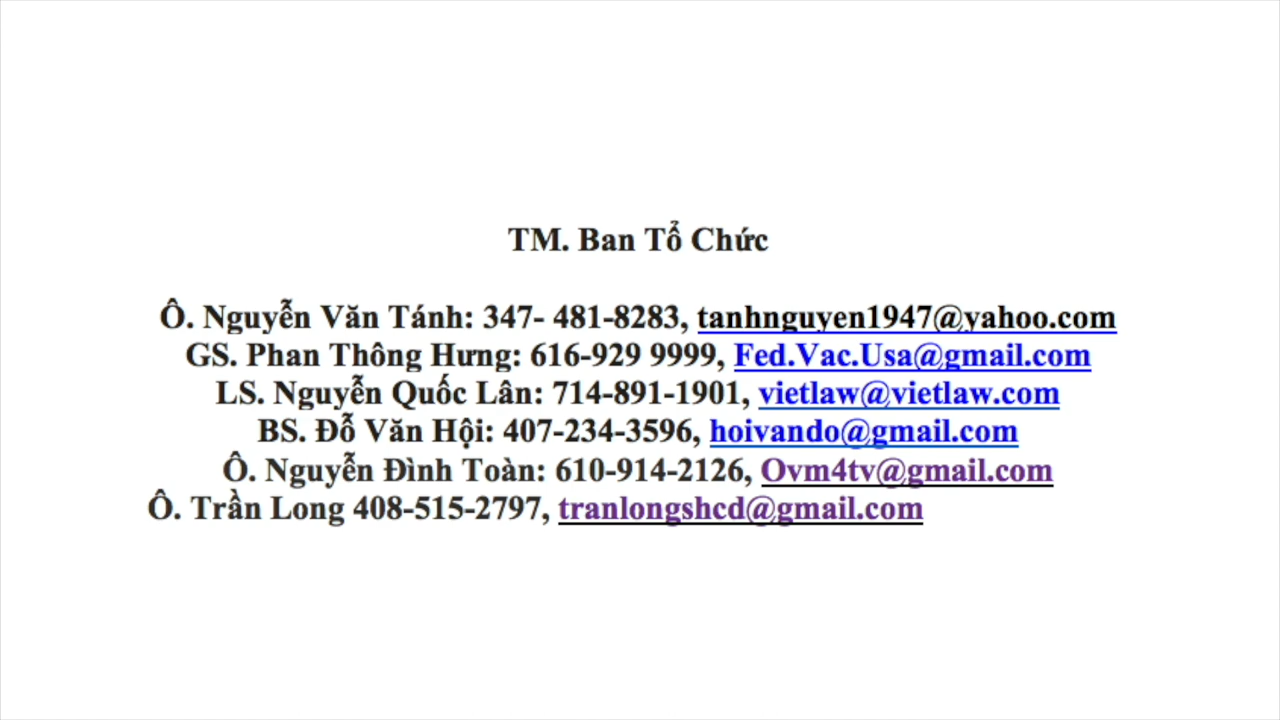 TM. Ban Tổ Chức
Ô. Nguyễn Văn Tánh: 347- 481-8283, tanhnguyen1947@yahoo.com
GS. Phan Thông Hưng: 616-929 9999, Fed.Vac.Usa@gmail.com
LS. Nguyễn Quốc Lân: 714-891-1901, vietlaw@vietlaw.com
BS. Đỗ Văn Hội: 407-234-3596, hoivando@gmail.com
Ô. Nguyễn Đình Toàn: 610-914-2126, Ovm4tv@gmail.com
Ô. Trần Long 408-515-2797, tranlongshcd@gmail.com